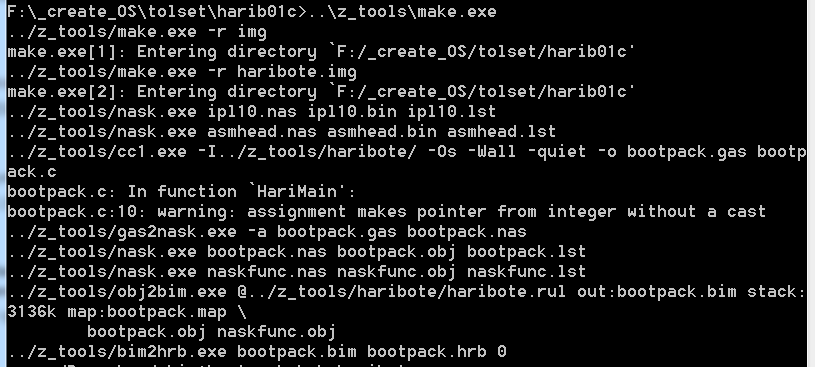 F:\_create_OS\tolset\harib01c>..\z_tools\make.exe
../z_tools/make.exe -r img
make.exe[1]: Entering directory `F:/_create_OS/tolset/harib01c'
../z_tools/make.exe -r haribote.img
make.exe[2]: Entering directory `F:/_create_OS/tolset/harib01c'
../z_tools/nask.exe ipl10.nas ipl10.bin ipl10.lst
../z_tools/nask.exe asmhead.nas asmhead.bin asmhead.lst
../z_tools/cc1.exe -I../z_tools/haribote/ -Os -Wall -quiet -o bootpack.gas bootp
ack.c
bootpack.c: In function `HariMain':
bootpack.c:10: warning: assignment makes pointer from integer without a cast
../z_tools/gas2nask.exe -a bootpack.gas bootpack.nas
../z_tools/nask.exe bootpack.nas bootpack.obj bootpack.lst
../z_tools/nask.exe naskfunc.nas naskfunc.obj naskfunc.lst
../z_tools/obj2bim.exe @../z_tools/haribote/haribote.rul out:bootpack.bim stack:
3136k map:bootpack.map \
        bootpack.obj naskfunc.obj
../z_tools/bim2hrb.exe bootpack.bim bootpack.hrb 0